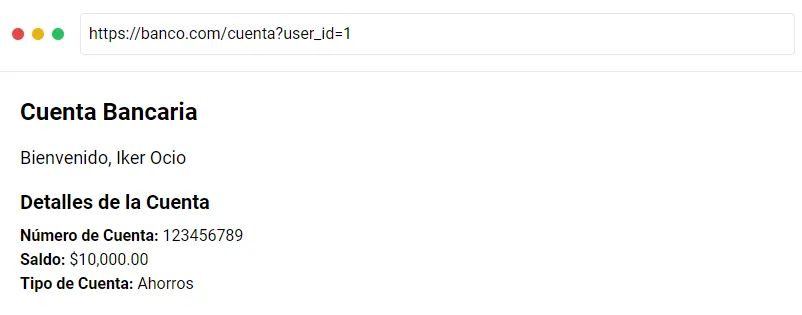 https://banco.com/cuenta?user_id=1
Cuenta Bancaria
Bienvenido, Iker Ocio
Detalles de la Cuenta
Número de Cuenta: 123456789
Saldo: $10,000.00
Tipo de Cuenta: Ahorros